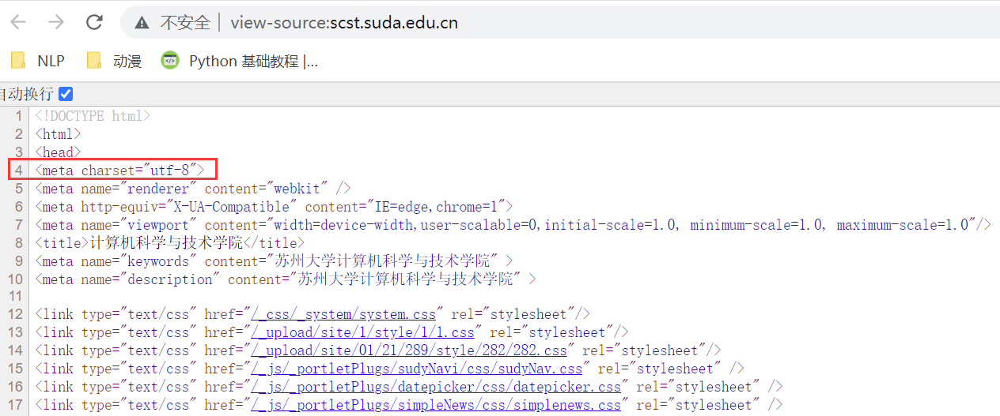 不安全 | view-source:scst.suda.edu.cn
NLP 动漫 Python 基础教程 |...
自动换行
1 <!DOCTYPE html>
2 <html>
3 <head>
4 <meta charset="utf-8">
5 <meta name="renderer" content="webkit" />
6 <meta http-equiv="X-UA-Compatible" content="IE=edge,chrome=1">
7 <meta name="viewport" content="width=device-width,user-scalable=0,initial-scale=1.0, minimum-scale=1.0, maximum-scale=1.0"/>
8 <title>计算机科学与技术学院</title>
9 <meta name="keywords" content="苏州大学计算机科学与技术学院" >
10 <meta name="description" content="苏州大学计算机科学与技术学院" >
11
12 <link type="text/css" href="/_css/_system/system.css" rel="stylesheet"/>
13 <link type="text/css" href="/_upload/site/1/style/1/1.css" rel="stylesheet"/>
14 <link type="text/css" href="/_upload/site/01/21/289/style/282/282.css" rel="stylesheet"/>
15 <link type="text/css" href="/_js/_portletPlugs/sudyNavi/css/sudyNav.css" rel="stylesheet" />
16 <link type="text/css" href="/_js/_portletPlugs/datepicker/css/datepicker.css" rel="stylesheet" />
17 <link type="text/css" href="/_js/_portletPlugs/simpleNews/css/simplenews.css" rel="stylesheet" />